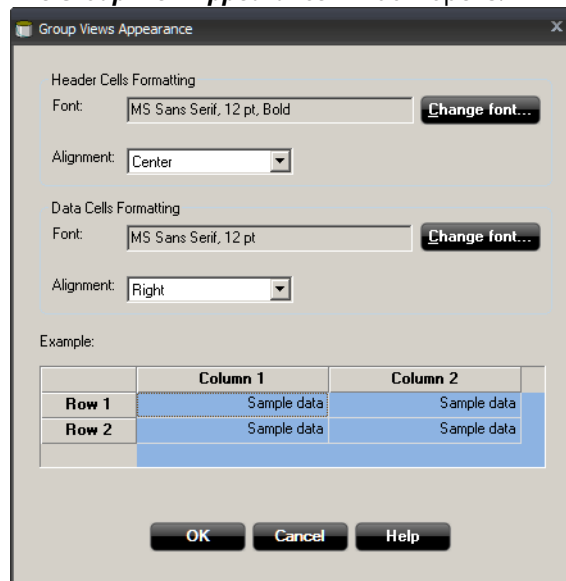 Group Views Appearance
Header Cells Formatting
Font: MS Sans Serif, 12 pt, Bold Change font...
Alignment: Center
Data Cells Formatting
Font: MS Sans Serif, 12 pt Change font...
Alignment: Right
Example:
Column 1 Column 2
Row 1 Sample data Sample data
Row 2 Sample data Sample data
OK Cancel Help